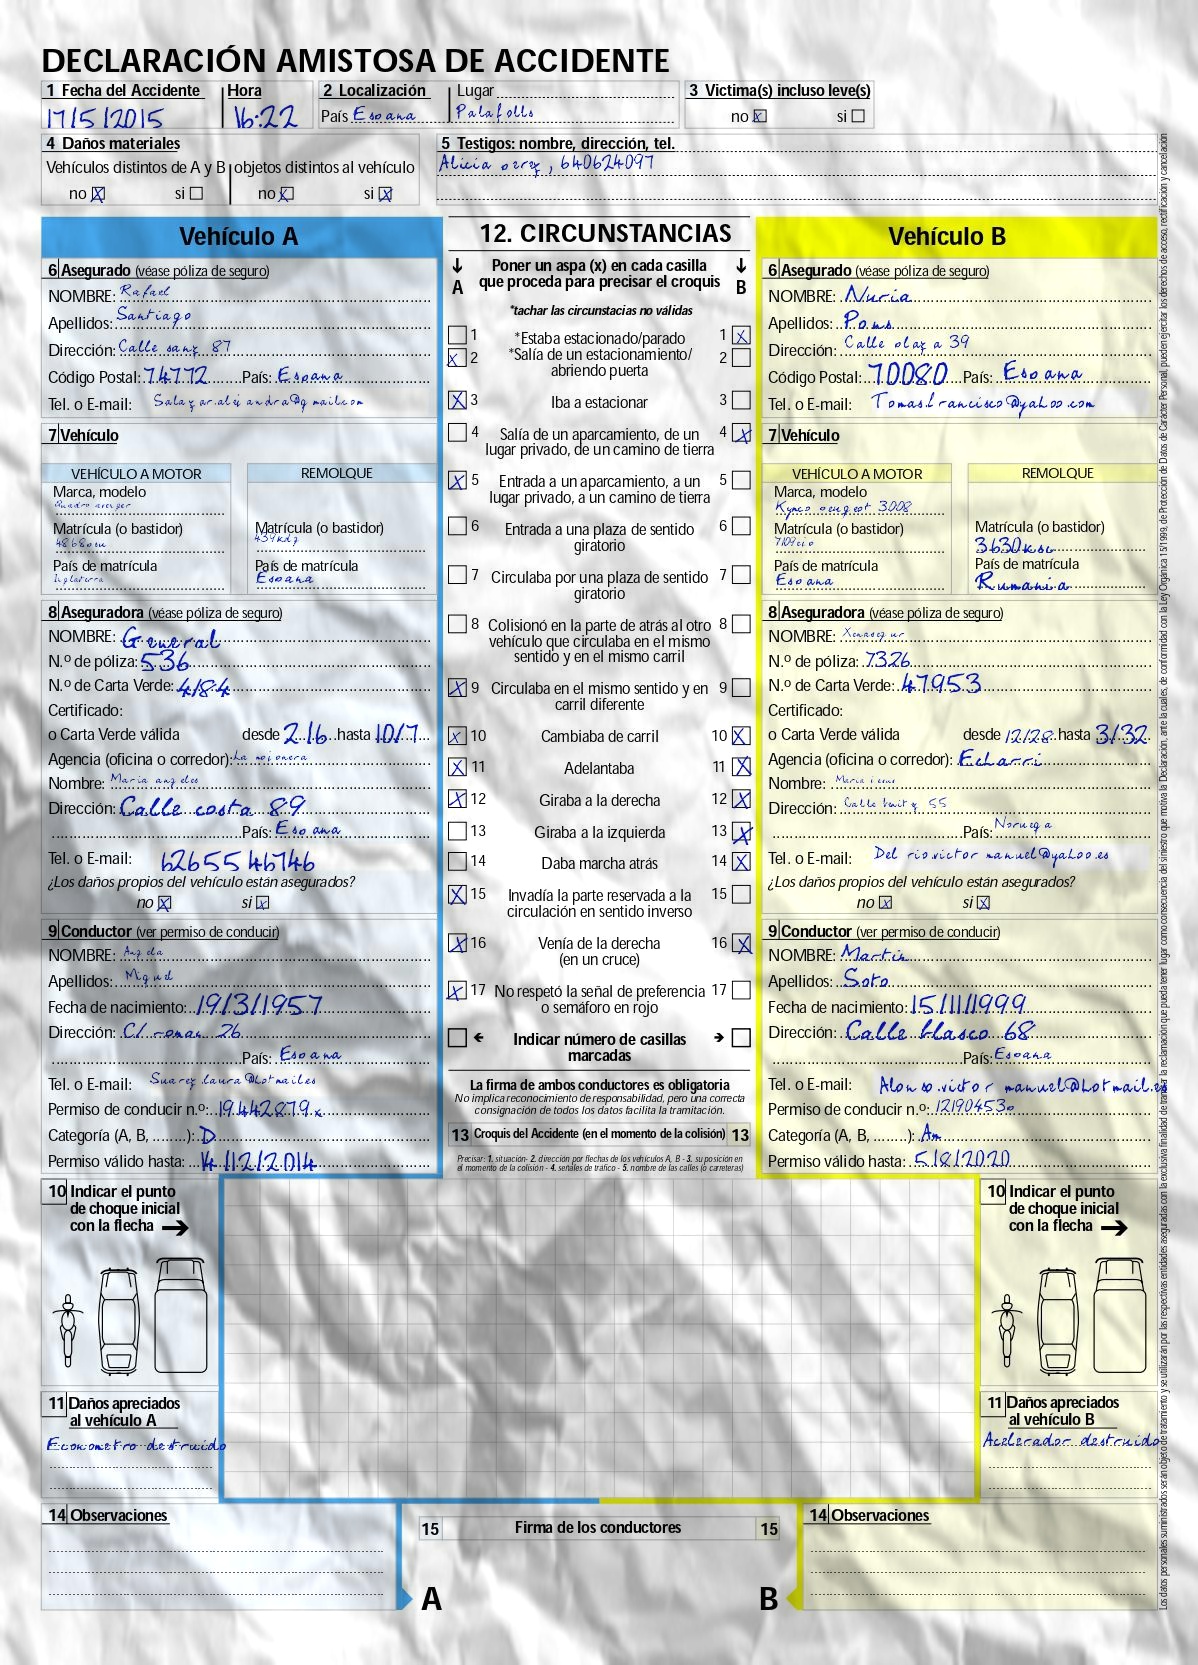 DECLARACIÓN AMISTOSA DE ACCIDENTE
1 Fecha del Accidente Hora
17/5/2015 16:22
2 Localización Lugar
País Espana Palafolls
3 Victima(s) incluso leve(s)
no x si
4 Daños materiales
Vehículos distintos de A y B objetos distintos al vehículo
no x si no x si x
5 Testigos: nombre, dirección, tel.
Alicia perez, 640624097
Vehículo A
6 Asegurado (véase póliza de seguro)
NOMBRE: Rafael
Apellidos: Santiago
Dirección: Calle sanz 87
Código Postal: 74772 País: Espana
Tel. o E-mail: Salazar.alejandra@gmail.com
7 Vehículo
VEHÍCULO A MOTOR REMOLQUE
Marca, modelo
Matrícula (o bastidor) Matrícula (o bastidor)
País de matrícula País de matrícula
Inglaterra Espana
8 Aseguradora (véase póliza de seguro)
NOMBRE: General
N.º de póliza: 536
N.º de Carta Verde: 4184
Certificado:
o Carta Verde válida desde 2/6 hasta 10/7
Agencia (oficina o corredor): La mojonera
Nombre: Maria angeles
Dirección: Calle costa 89
País: Espana
Tel. o E-mail: 6265546746
¿Los daños propios del vehículo están asegurados?
no x si x
9 Conductor (ver permiso de conducir)
NOMBRE: Angela
Apellidos: Miguel
Fecha de nacimiento: 19/3/1957
Dirección: C/ roman 26
País: Espana
Tel. o E-mail: Suarez.laura@hotmail.es
Permiso de conducir n.º: 19442879x
Categoría (A, B, ........): D
Permiso válido hasta: 14/12/2014
12. CIRCUNSTANCIAS
A Poner un aspa (x) en cada casilla B
que proceda para precisar el croquis
*tachar las circunstacias no válidas
1 *Estaba estacionado/parado 1 x
x 2 *Salía de un estacionamiento/ 2
abriendo puerta
x 3 Iba a estacionar 3
4 Salía de un aparcamiento, de un 4 x
lugar privado, de un camino de tierra
x 5 Entrada a un aparcamiento, a un 5
lugar privado, a un camino de tierra
6 Entrada a una plaza de sentido 6
giratorio
7 Circulaba por una plaza de sentido 7
giratorio
8 Colisionó en la parte de atrás al otro 8
vehículo que circulaba en el mismo
sentido y en el mismo carril
x 9 Circulaba en el mismo sentido y en 9
carril diferente
x 10 Cambiaba de carril 10 x
x 11 Adelantaba 11 x
x 12 Giraba a la derecha 12 x
13 Giraba a la izquierda 13 x
14 Daba marcha atrás 14 x
x 15 Invadía la parte reservada a la 15
circulación en sentido inverso
x 16 Venía de la derecha 16 x
(en un cruce)
x 17 No respetó la señal de preferencia 17
o semáforo en rojo
Indicar número de casillas
marcadas
La firma de ambos conductores es obligatoria
No implica reconocimiento de responsabilidad, pero una correcta
consignación de todos los datos facilita la tramitación.
13 Croquis del Accidente (en el momento de la colisión) 13
Precisar: 1. situación- 2. dirección por flechas de los vehículos A, B - 3. su posición en
el momento de la colisión - 4. señales de tráfico - 5. nombre de las calles (o carreteras)
Vehículo B
6 Asegurado (véase póliza de seguro)
NOMBRE: Nuria
Apellidos: Pons
Dirección: Calle plaza 39
Código Postal: 70080 País: Espana
Tel. o E-mail: Tomas.francisco@yahoo.com
7 Vehículo
VEHÍCULO A MOTOR REMOLQUE
Marca, modelo
Kymco peugeot 3008
Matrícula (o bastidor) Matrícula (o bastidor)
3630ksc
País de matrícula País de matrícula
Espana Rumania
8 Aseguradora (véase póliza de seguro)
NOMBRE: Xenasegur
N.º de póliza: 7326
N.º de Carta Verde: 47953
Certificado:
o Carta Verde válida desde 12/28 hasta 3/32
Agencia (oficina o corredor): Echarri
Nombre: Maria jesus
Dirección: Calle 55
País: Noruega
Tel. o E-mail: Del rio.victor manuel@yahoo.es
¿Los daños propios del vehículo están asegurados?
no x si x
9 Conductor (ver permiso de conducir)
NOMBRE: Martin
Apellidos: Soto
Fecha de nacimiento: 15/11/1999
Dirección: Calle blasco 68
País: Espana
Tel. o E-mail: Alonso.victor manuel@hotmail.es
Permiso de conducir n.º: 12190453p
Categoría (A, B, ........): Am
Permiso válido hasta: 5/8/2020
10 Indicar el punto
de choque inicial
con la flecha
11 Daños apreciados
al vehículo A
Econometro destruido
10 Indicar el punto
de choque inicial
con la flecha
11 Daños apreciados
al vehículo B
Acelerador destruido
14 Observaciones
15 Firma de los conductores 15
A B
14 Observaciones
Los datos personales suministrados serán objeto de tratamiento y se utilizarán por las respectivas entidades aseguradas con la exclusiva finalidad de tramitar la reclamación que pueda tener lugar como consecuencia del siniestro que motiva la Declaración, ante la cuales, de conformidad con la Ley Orgánica 15/1999, de Protección de Datos de Carácter Personal, pueden ejercitar los derechos de acceso, rectificación y cancelación